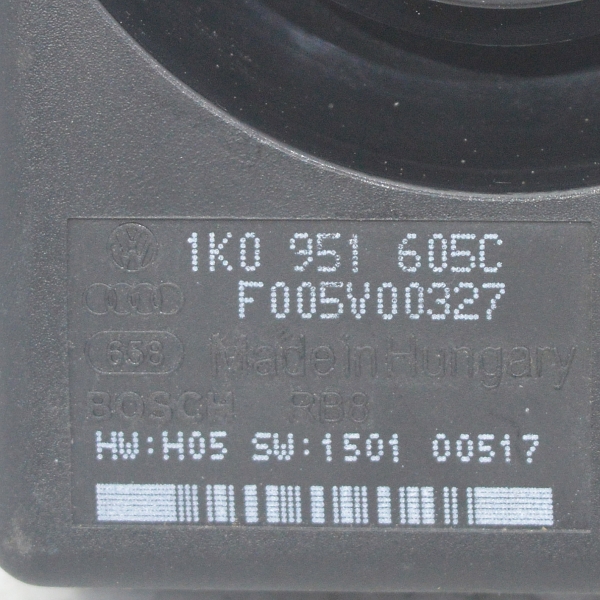 1K0 951 605C
F005V00327
658 Made in Hungary
BOSCH RB8
HW:H05 SW:1501 00517